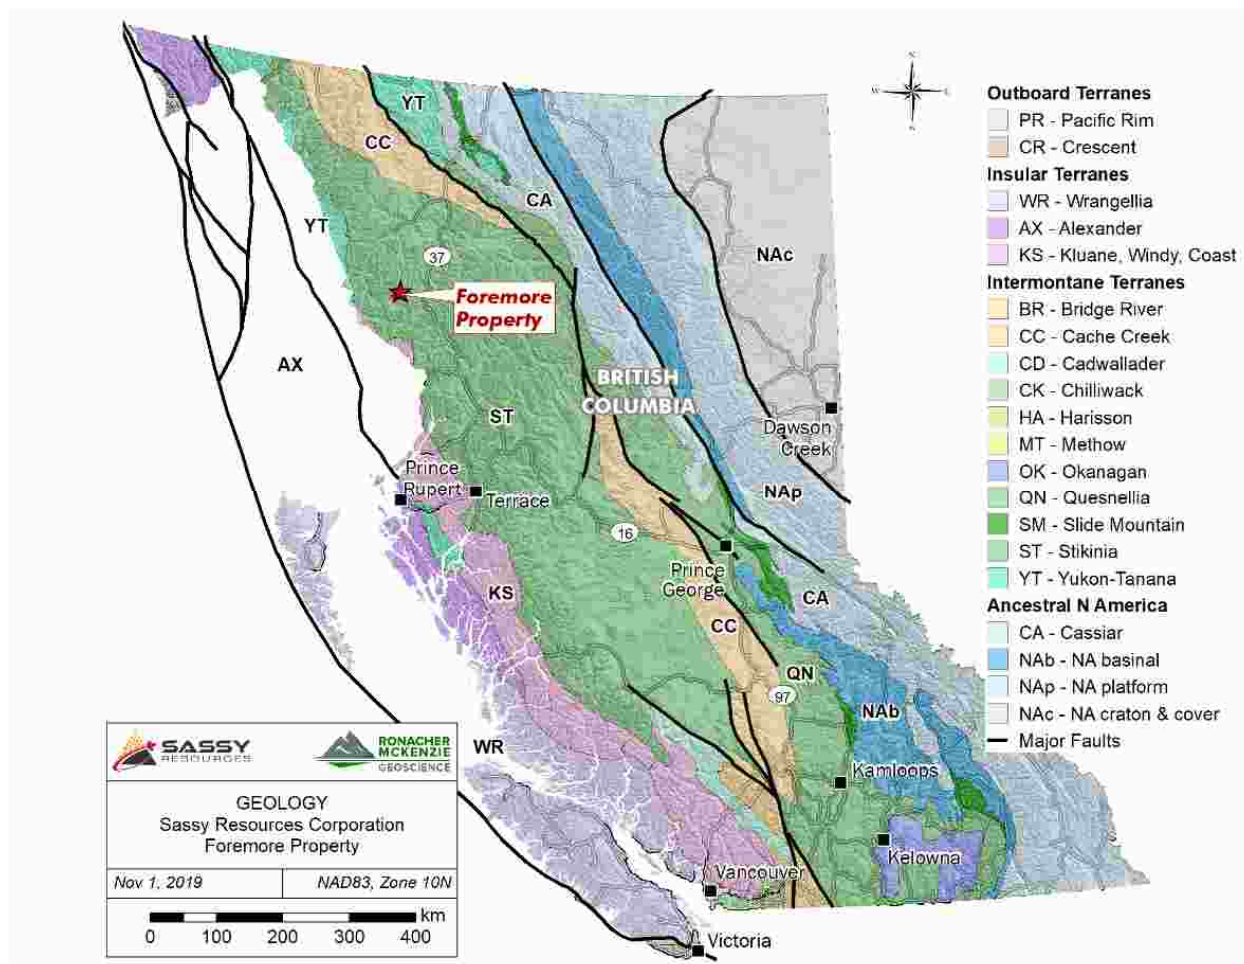 YT
CC
CA
YT
NAc
37
Foremore
Property
AX
BRITISH
COLUMBIA
ST
Dawson
Creek
Prince
Rupert
Terrace
NAp
16
Prince
George
KS
CA
CC
QN
97
NAb
WR
Kamloops
Kelowna
Vancouver
Victoria
N
W
S
Outboard Terranes
PR - Pacific Rim
CR - Crescent
Insular Terranes
WR - Wrangellia
AX - Alexander
KS - Kluane, Windy, Coast
Intermontane Terranes
BR - Bridge River
CC - Cache Creek
CD - Cadwallader
CK - Chilliwack
HA - Harisson
MT - Methow
OK - Okanagan
QN - Quesnellia
SM - Slide Mountain
ST - Stikinia
YT - Yukon-Tanana
Ancestral N America
CA - Cassiar
NAb - NA basinal
NAp - NA platform
NAc - NA craton & cover
Major Faults
SASSY
RESOURCES
RONACHER
MCKENZIE
GEOSCIENCE
GEOLOGY
Sassy Resources Corporation
Foremore Property
Nov 1, 2019 NAD83, Zone 10N
km
0 100 200 300 400